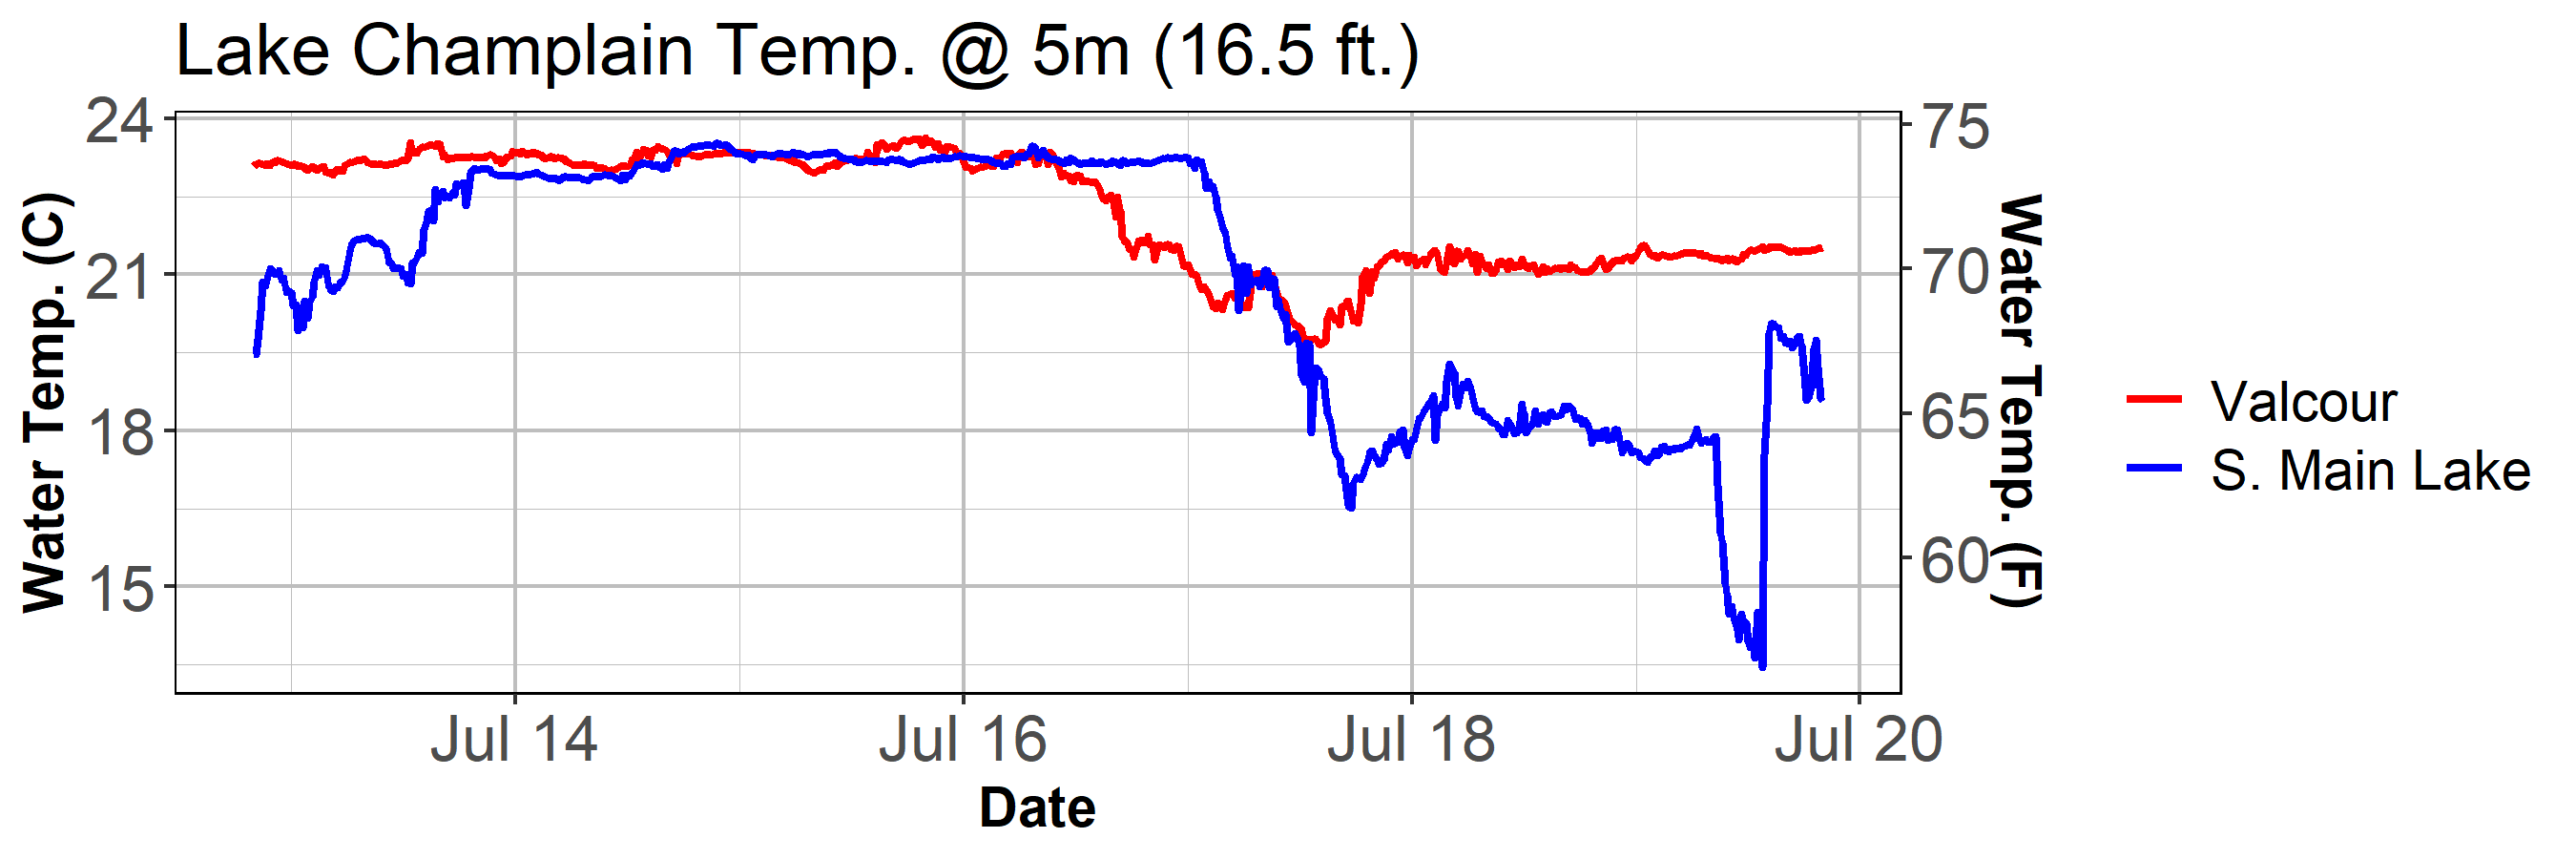 Lake Champlain Temp. @ 5m (16.5 ft.)
Water Temp. (C)
24
21
18
15
75
70
65
60
Water Temp. (F)
Jul 14
Jul 16
Jul 18
Jul 20
Date
Valcour
S. Main Lake